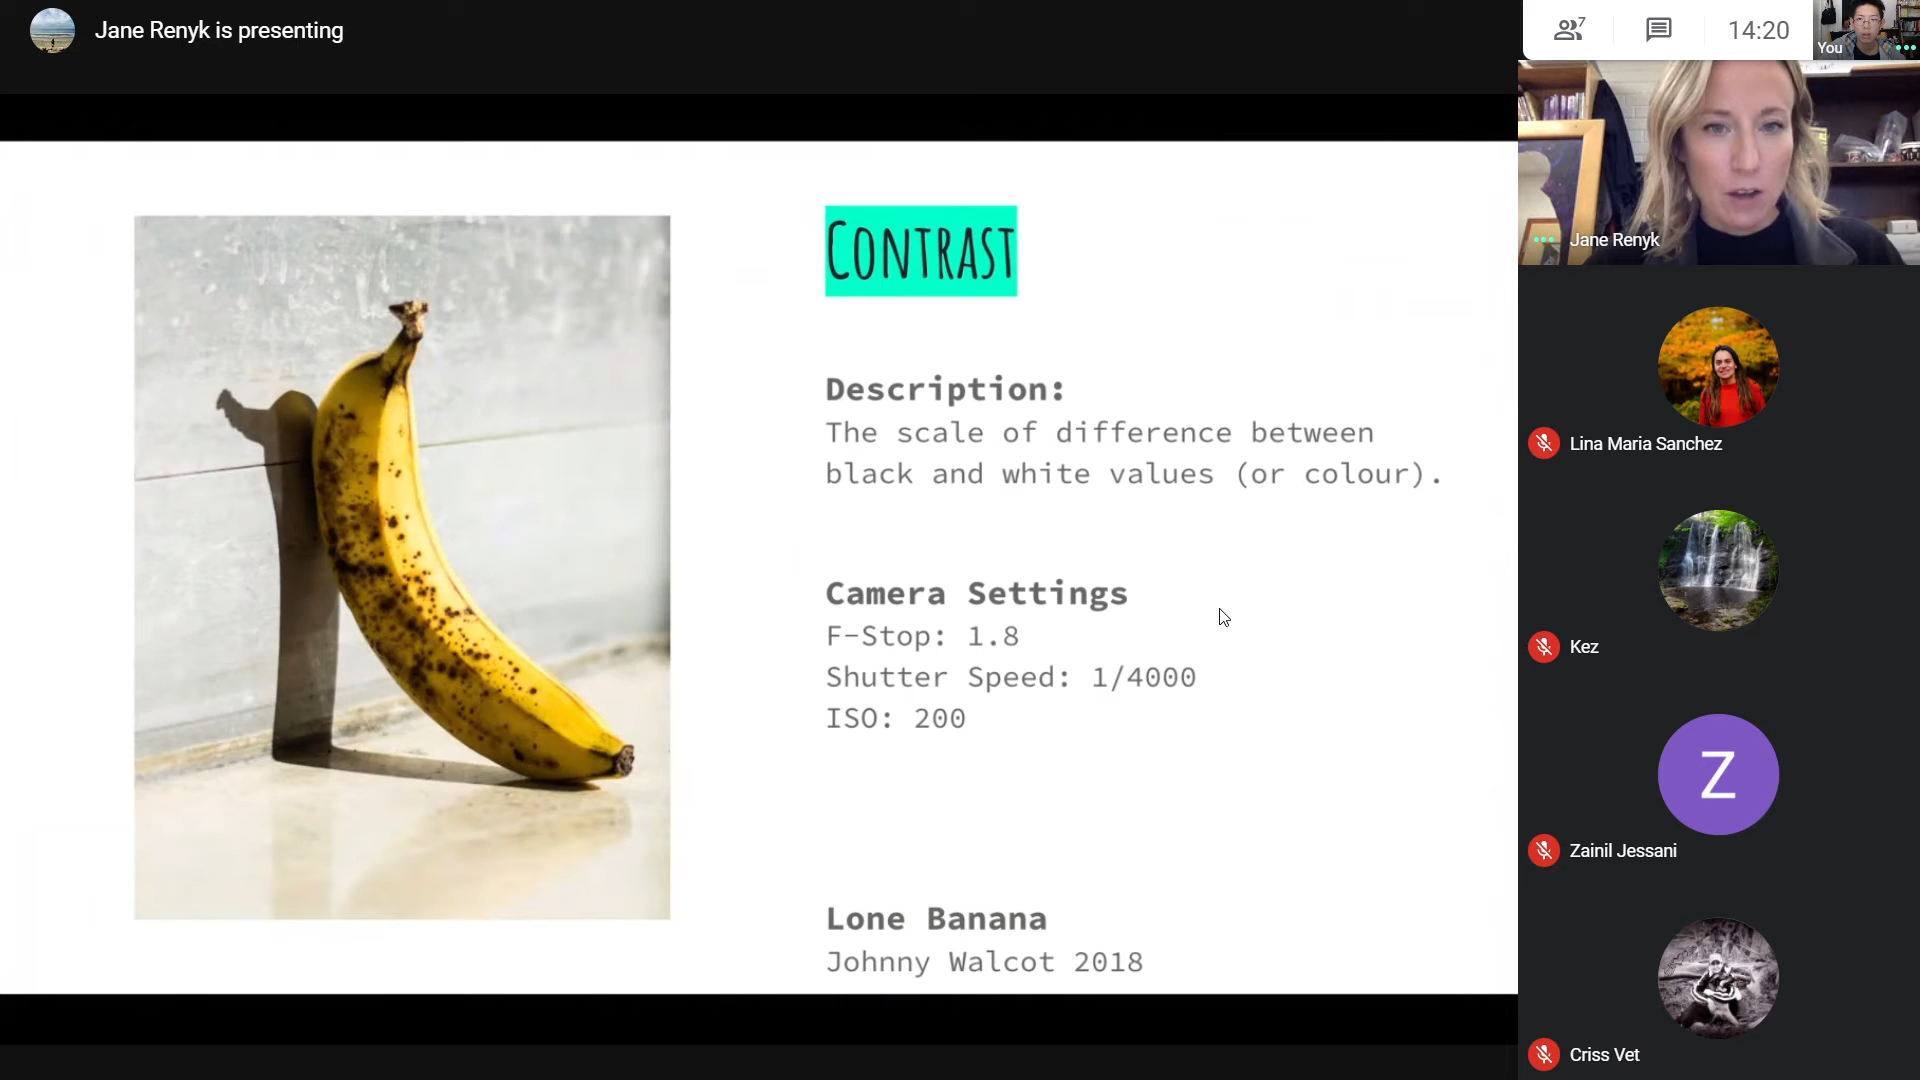 Jane Renyk is presenting
7
14:20
You
CONTRAST
Description:
The scale of difference between
black and white values (or colour).
Camera Settings
F-Stop: 1.8
Shutter Speed: 1/4000
ISO: 200
Lone Banana
Johnny Walcot 2018
Jane Renyk
Lina Maria Sanchez
Kez
Z
Zainil Jessani
Criss Vet